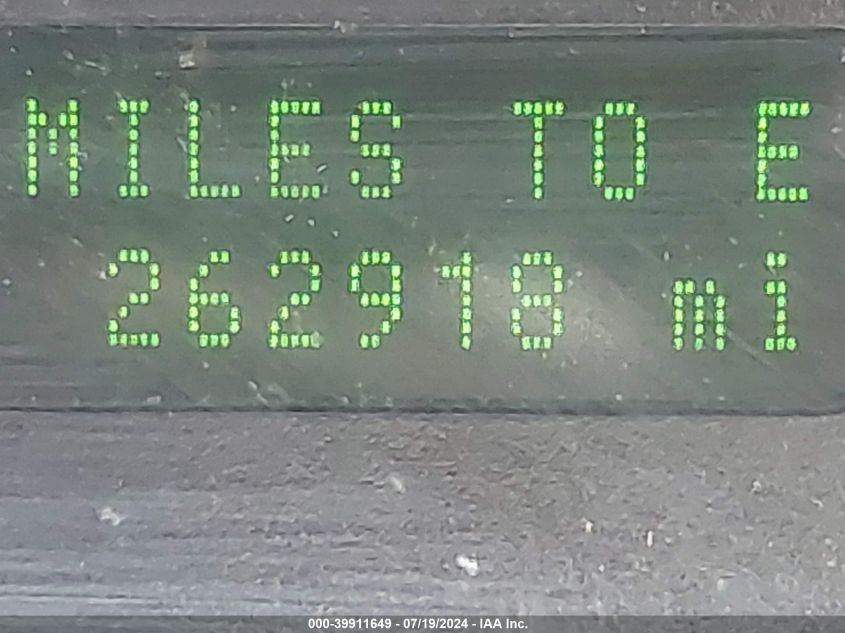 MILES TO E
262918 mi
000-39911649 - 07/19/2024 - IAA Inc.